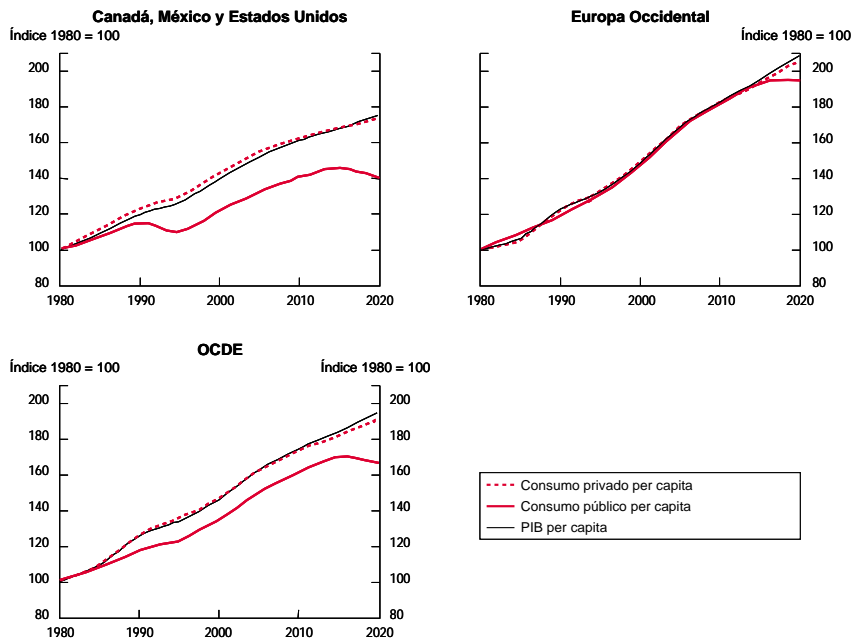 Canadá, México y Estados Unidos
Índice 1980 = 100
200
180
160
140
120
100
80
1980 1990 2000 2010 2020
Europa Occidental
Índice 1980 = 100
200
180
160
140
120
100
80
1980 1990 2000 2010 2020
OCDE
Índice 1980 = 100 Índice 1980 = 100
200 200
180 180
160 160
140 140
120 120
100 100
80 80
1980 1990 2000 2010 2020
Consumo privado per capita
Consumo público per capita
PIB per capita